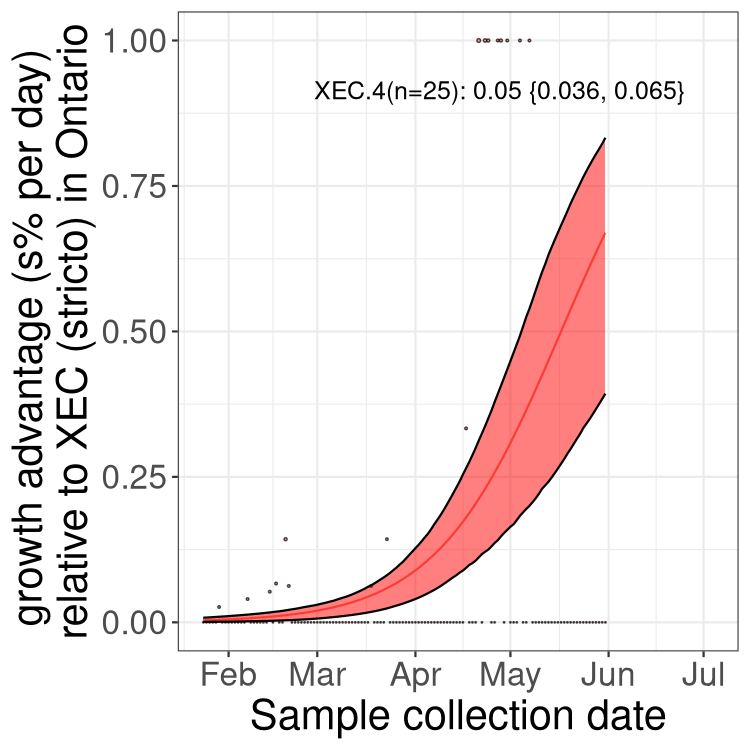 growth advantage (s% per day)
relative to XEC (stricto) in Ontario
1.00
0.75
0.50
0.25
0.00
XEC.4(n=25): 0.05 {0.036, 0.065}
Feb Mar Apr May Jun Jul
Sample collection date